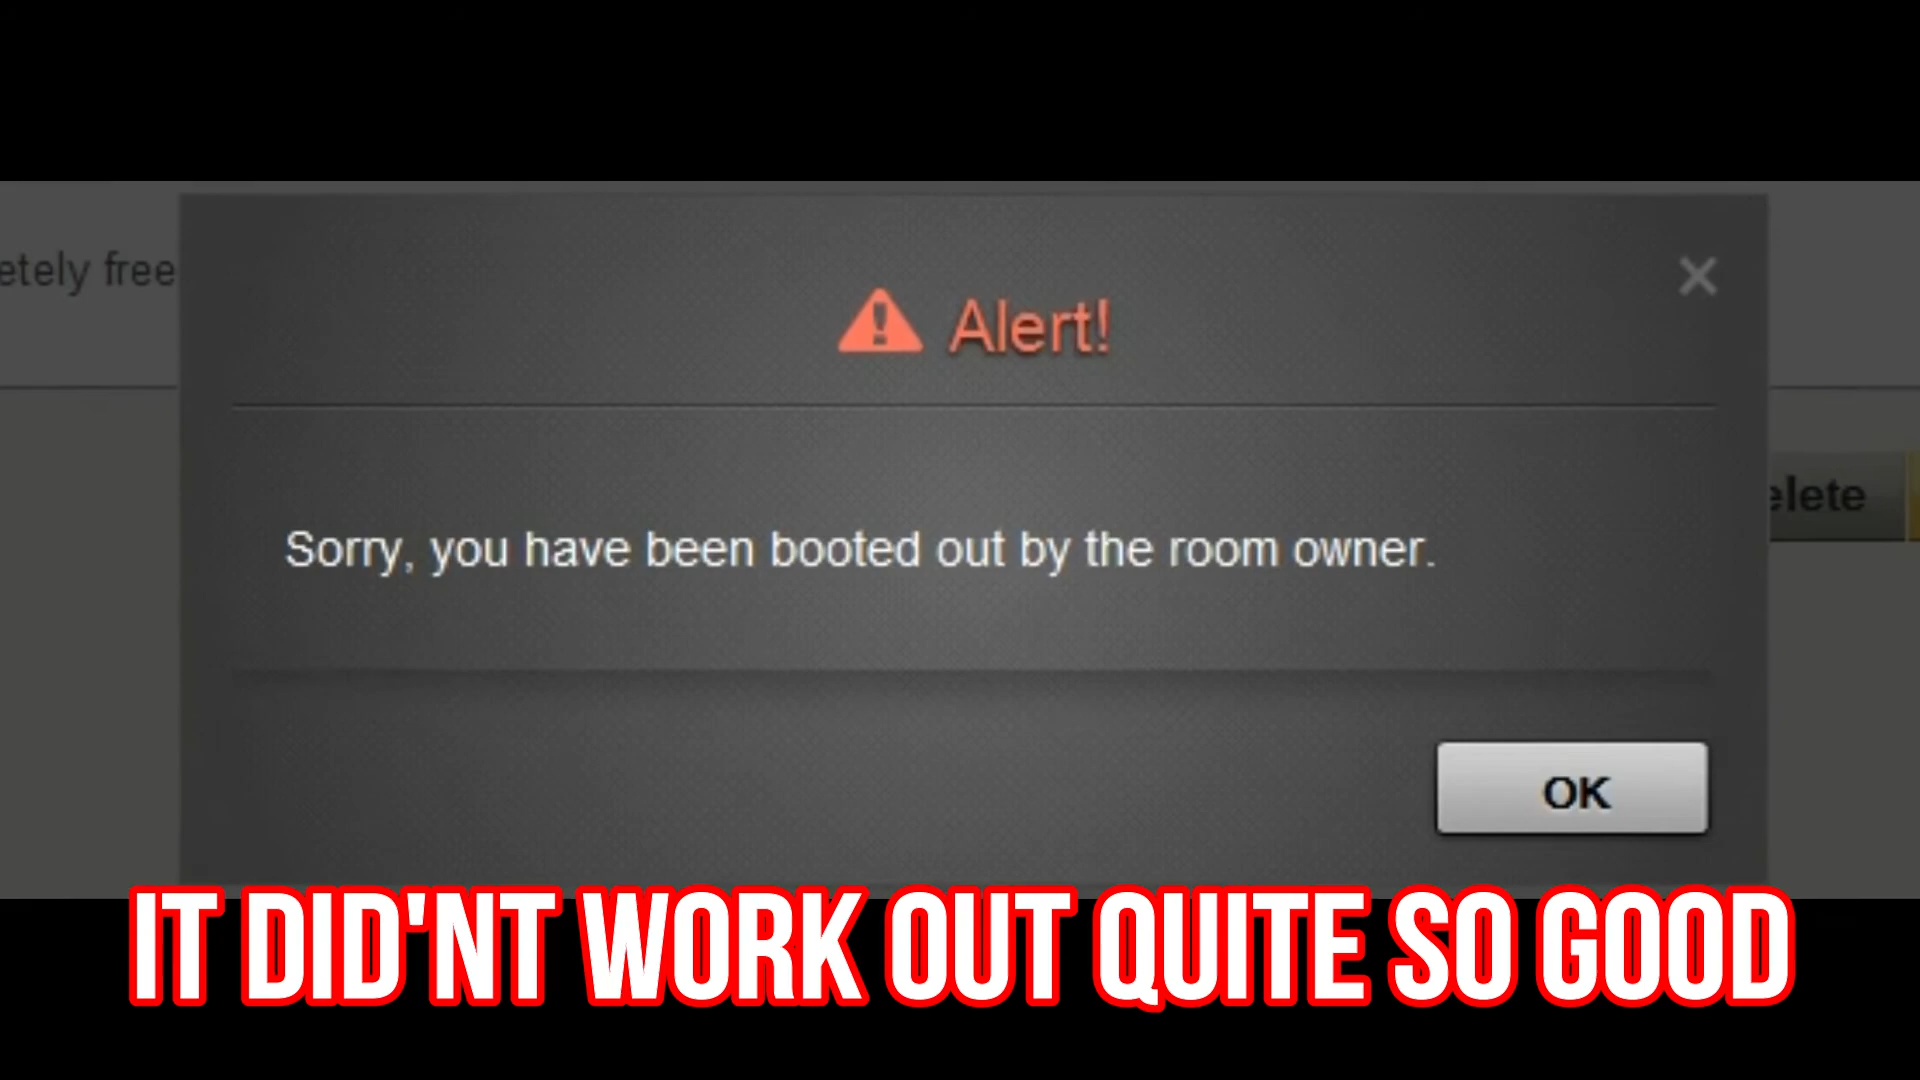 etely free
Alert!
Sorry, you have been booted out by the room owner.
elete
OK
IT DID'NT WORK OUT QUITE SO GOOD